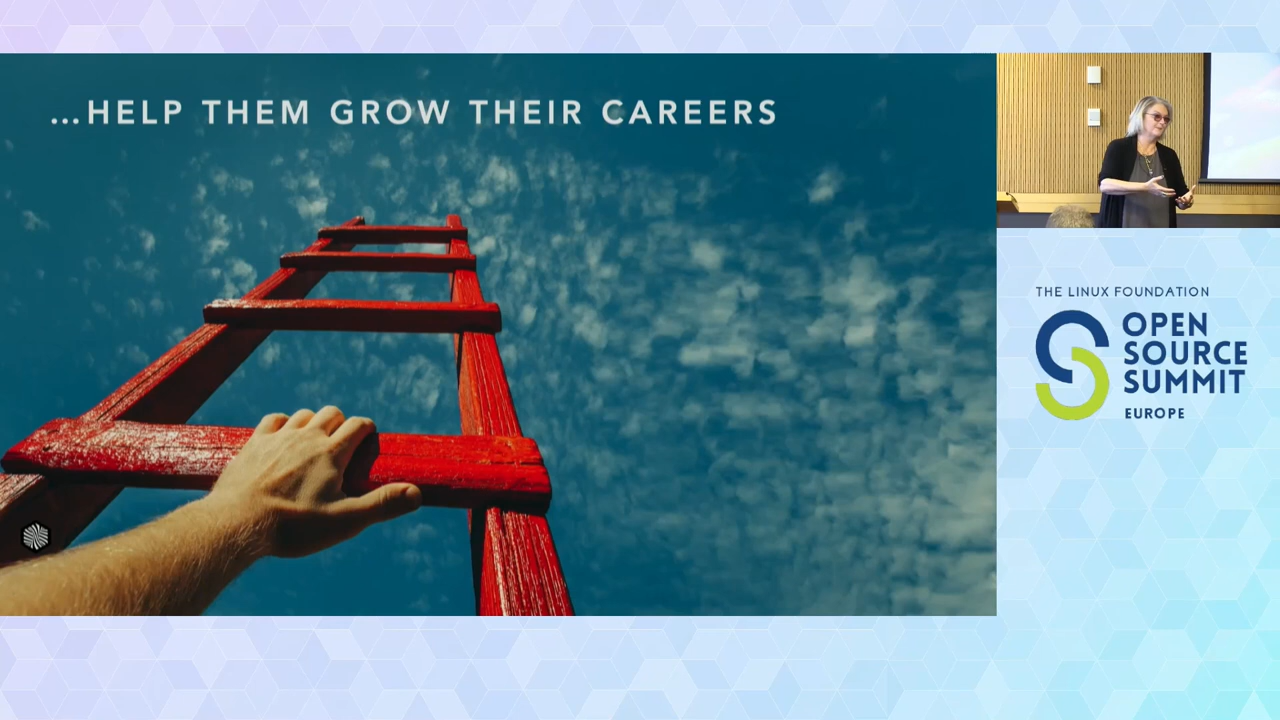 ...HELP THEM GROW THEIR CAREERS
THE LINUX FOUNDATION
OPEN
SOURCE
SUMMIT
EUROPE